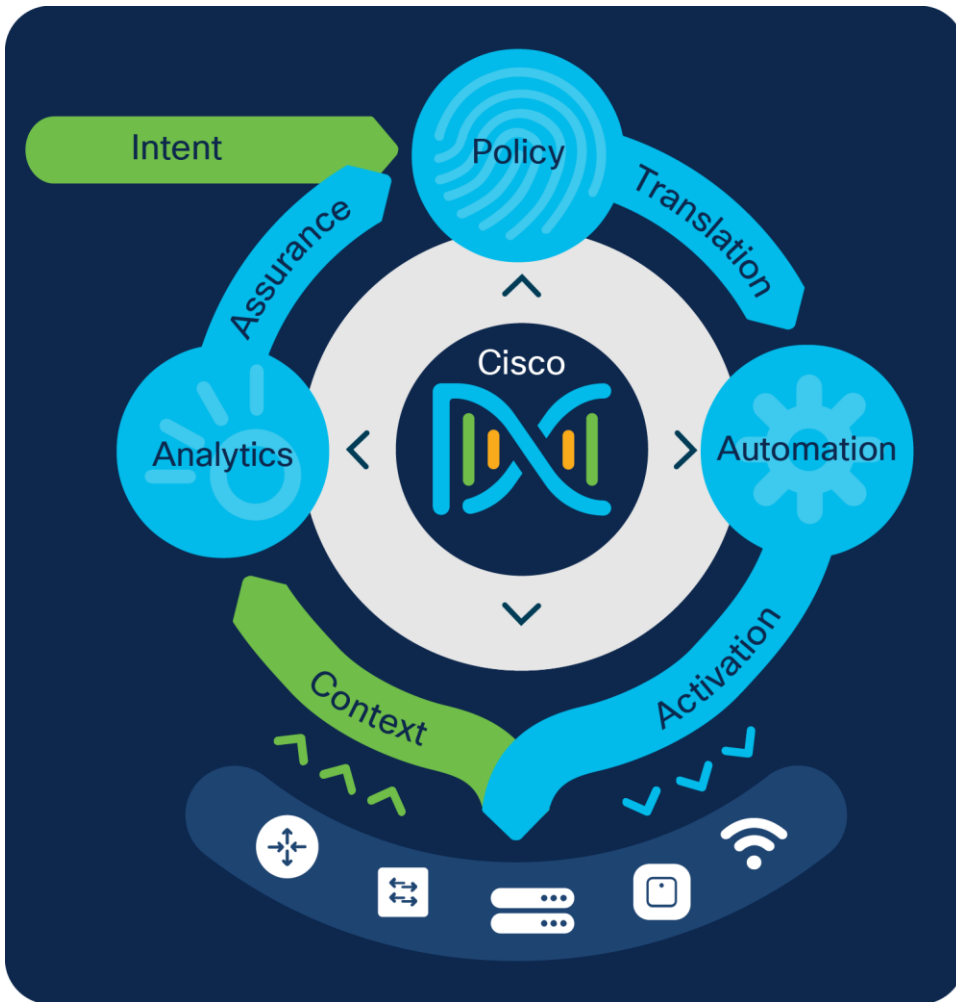 Intent
Policy
Translation
Assurance
Cisco
Analytics
Automation
Context
Activation